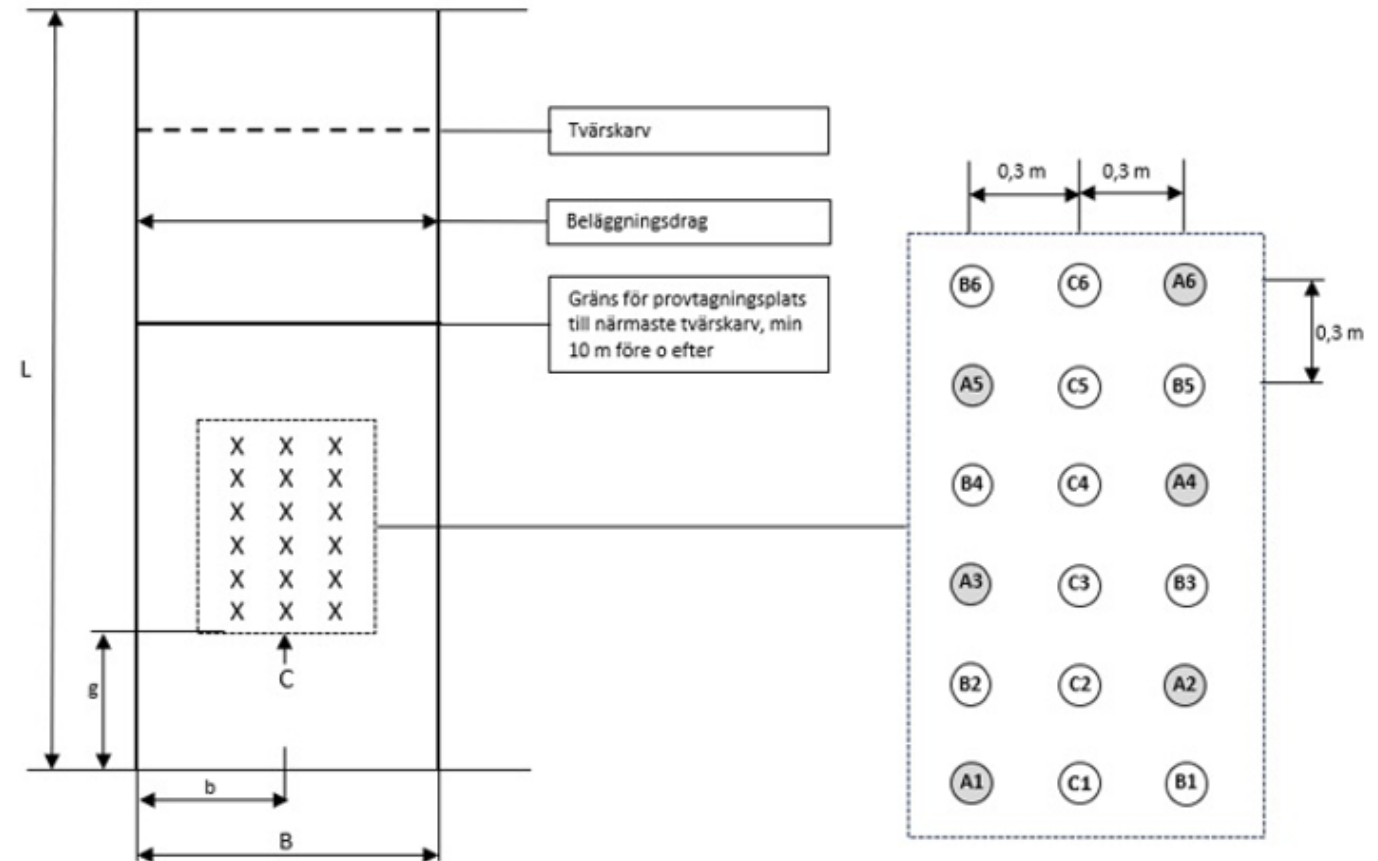 Tvärskarv
0,3 m 0,3 m
Beläggningsdrag
Gräns för provtagningsplats
till närmaste tvärskarv, min
10 m före o efter
B6 C6 A6
0,3 m
L
A5 C5 B5
X X X
X X X
B4 C4 A4
X X X
X X X
A3 C3 B3
X X X
X X X
C
a
B2 C2 A2
b
A1 C1 B1
B